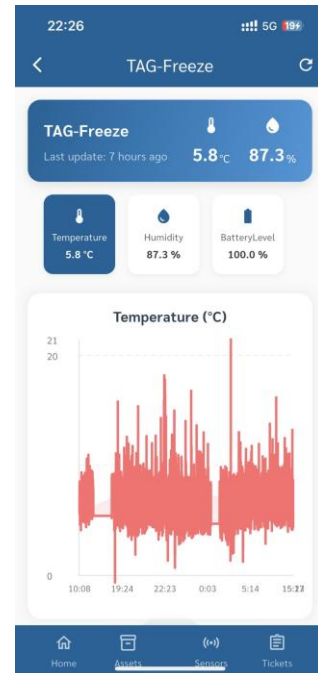 22:26 5G 19
TAG-Freeze
TAG-Freeze
Last update: 7 hours ago 5.8°C 87.3%
Temperature Humidity BatteryLevel
5.8 °C 87.3 % 100.0 %
Temperature (°C)
21
20
0
10:08 19:24 22:23 0:03 5:14
Home Assets Sensors Tickets